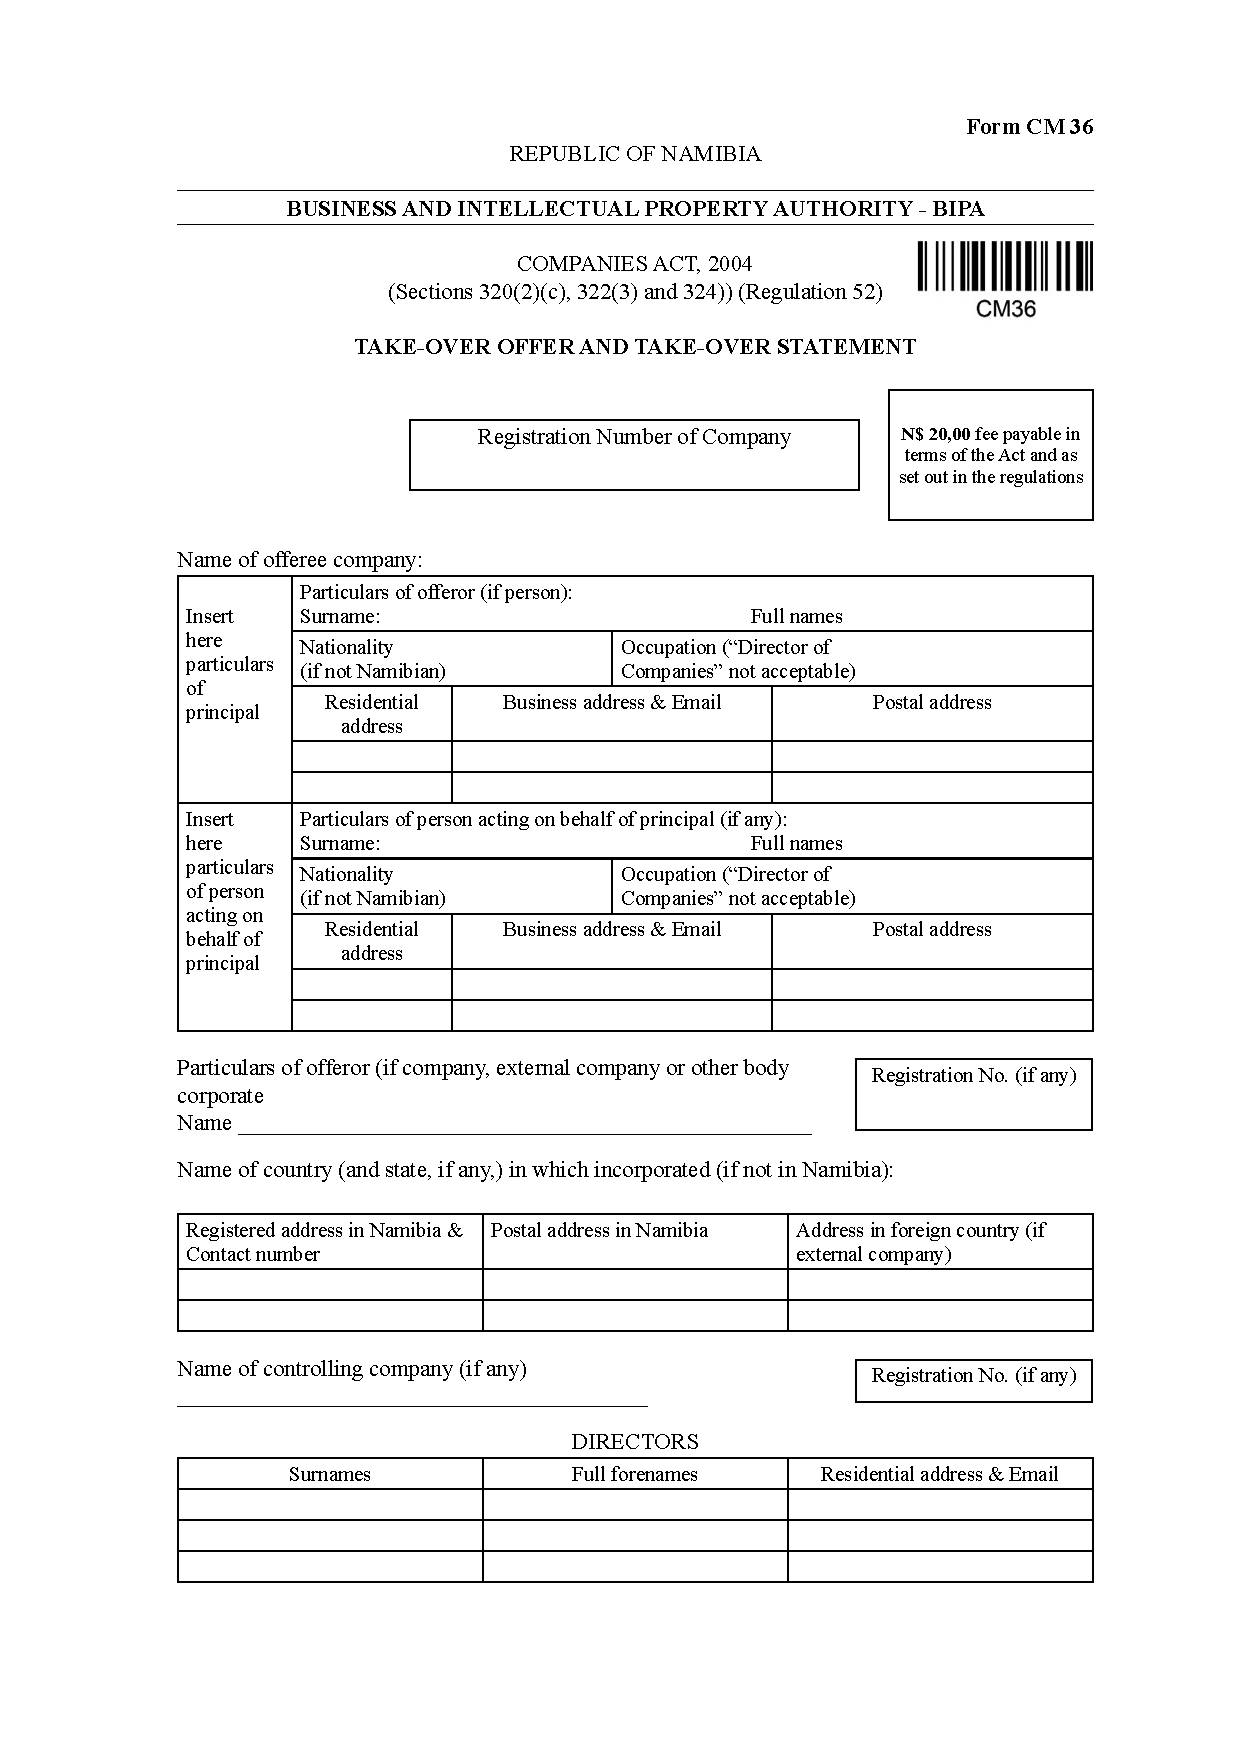 Form CM 36
REPUBLIC OF NAMIBIA
BUSINESS AND INTELLECTUAL PROPERTY AUTHORITY - BIPA
COMPANIES ACT, 2004
(Sections 320(2)(c), 322(3) and 324)) (Regulation 52)
CM36
TAKE-OVER OFFER AND TAKE-OVER STATEMENT
Registration Number of Company
N$ 20,00 fee payable in
terms of the Act and as
set out in the regulations
Name of offeree company:
Insert
here
particulars
of
principal
Particulars of offeror (if person):
Surname: Full names
Nationality
(if not Namibian)
Occupation (“Director of
Companies” not acceptable)
Residential
address
Business address & Email
Postal address
Insert
here
particulars
of person
acting on
behalf of
principal
Particulars of person acting on behalf of principal (if any):
Surname: Full names
Nationality
(if not Namibian)
Occupation (“Director of
Companies” not acceptable)
Residential
address
Business address & Email
Postal address
Particulars of offeror (if company, external company or other body
corporate
Name
Registration No. (if any)
Name of country (and state, if any,) in which incorporated (if not in Namibia):
Registered address in Namibia &
Contact number
Postal address in Namibia
Address in foreign country (if
external company)
Name of controlling company (if any)
Registration No. (if any)
DIRECTORS
Surnames
Full forenames
Residential address & Email